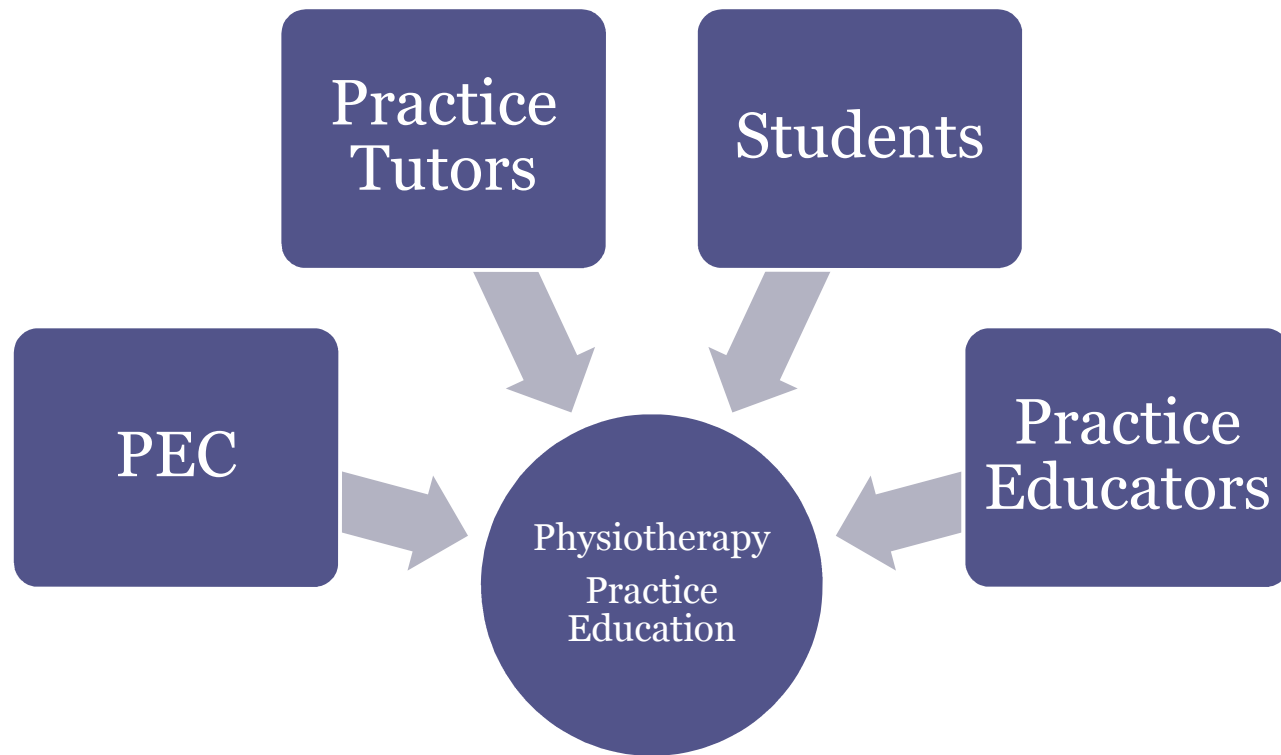 Practice
Tutors
Students
PEC
Practice
Educators
Physiotherapy
Practice
Education